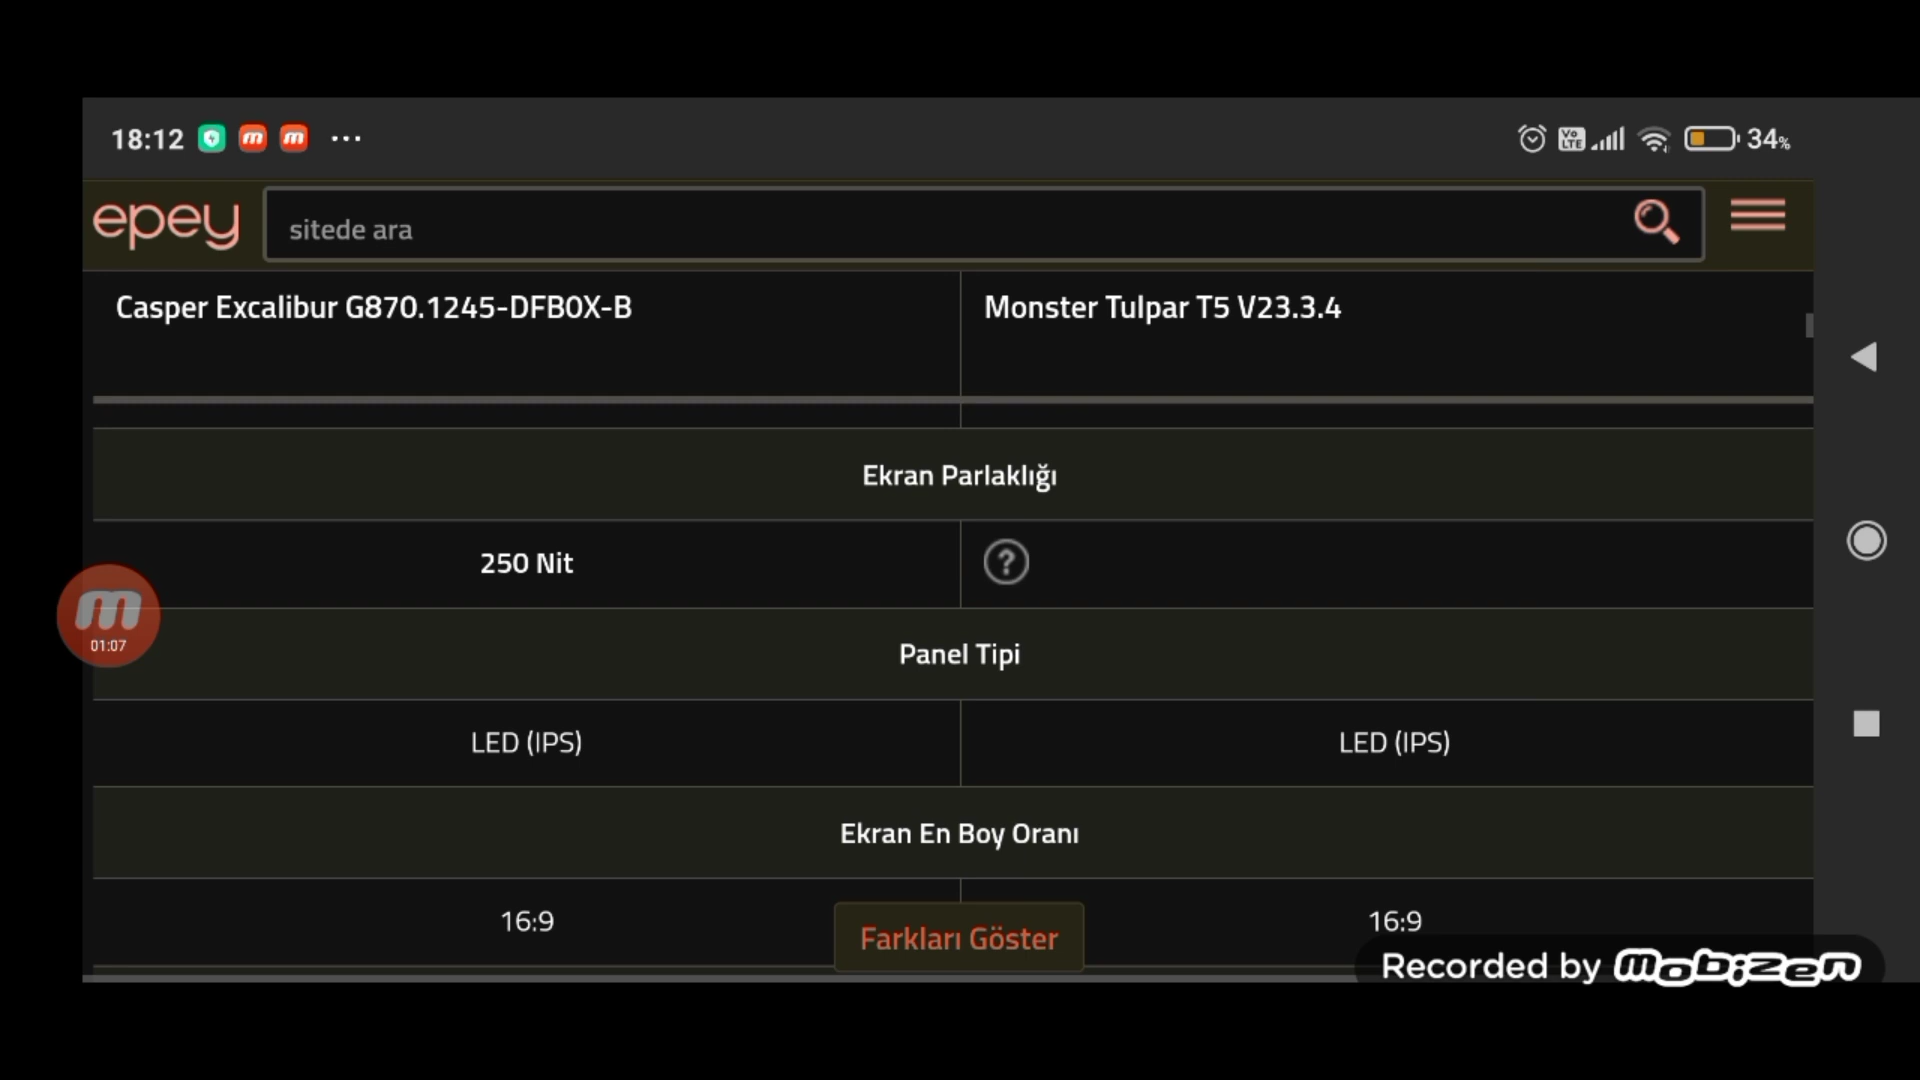 18:12 ... Vo LTE 34%
epey sitede ara
Casper Excalibur G870.1245-DFB0X-B Monster Tulpar T5 V23.3.4
Ekran Parlaklığı
250 Nit ?
01:07
Panel Tipi
LED (IPS) LED (IPS)
Ekran En Boy Oranı
16:9 16:9
Farkları Göster
Recorded by mobizen